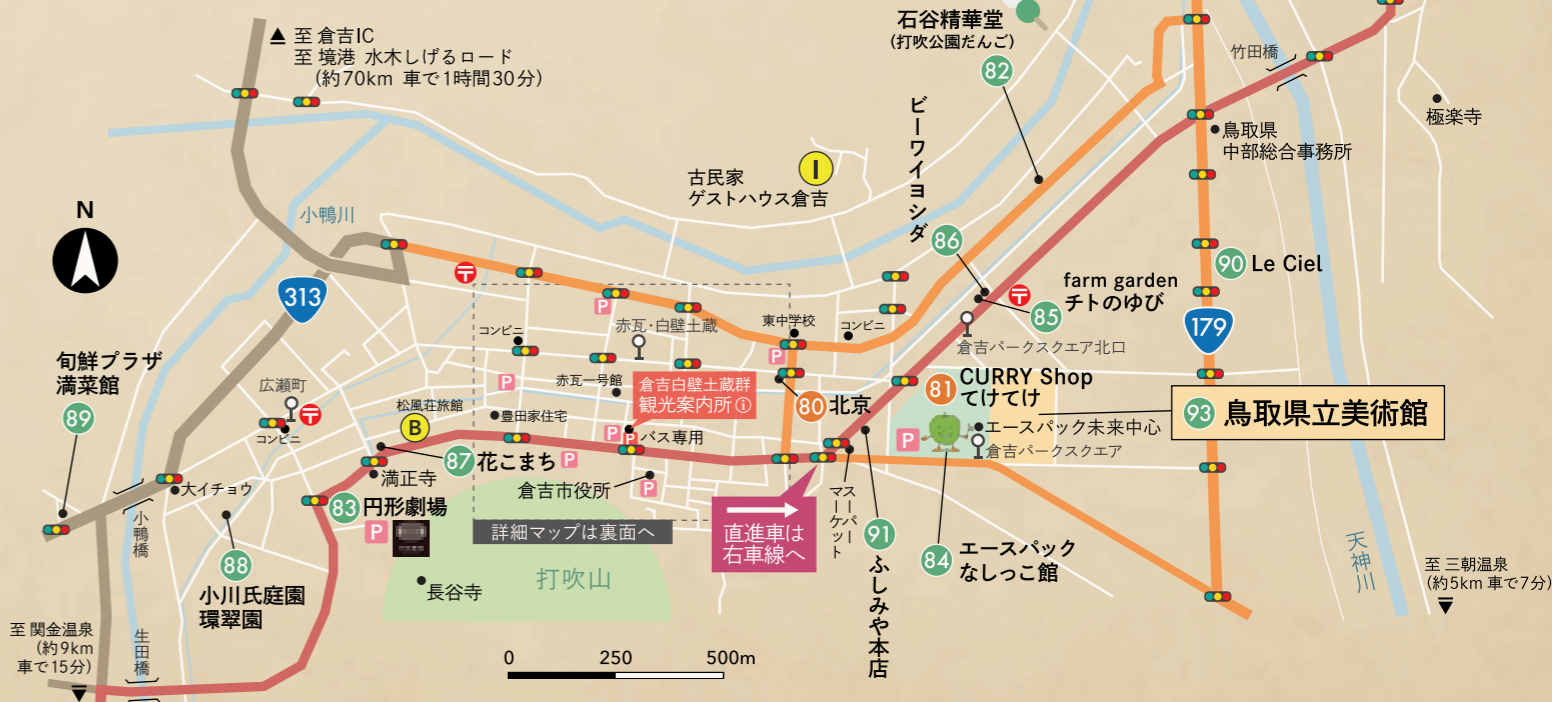 至 倉吉IC
至 境港 水木しげるロード
(約70km 車で1時間30分)
石谷精華堂
(打吹公園だんご)
82
竹田橋
極楽寺
鳥取県
中部総合事務所
ビーワイヨシダ
86
I
古民家
ゲストハウス倉吉
N
小鴨川
313
〒
P
コンビニ
赤瓦・白壁土蔵
東中学校
コンビニ
P
〒
farm garden
チトのゆび
85
倉吉パークスクエア北口
90 Le Ciel
179
旬鮮プラザ
満菜館
89
広瀬町
〒
コンビニ
松風荘旅館
B
P
赤瓦一号館
豊田家住宅
倉吉白壁土蔵群
観光案内所 i
P
P バス専用
80 北京
81 CURRY Shop
てけてけ
P
エースパック未来中心
倉吉パークスクエア
93 鳥取県立美術館
87 花こまち P
満正寺
大イチョウ
小鴨橋
83 円形劇場
P
倉吉市役所
P
詳細マップは裏面へ
直進車は
右車線へ
スーパー
マーケット
91
ふしみや本店
84 エースパック
なしっこ館
88
小川氏庭園
環翠園
長谷寺
打吹山
天神川
至 三朝温泉
(約5km 車で7分)
至 関金温泉
(約9km
車で15分)
生田橋
0 250 500m